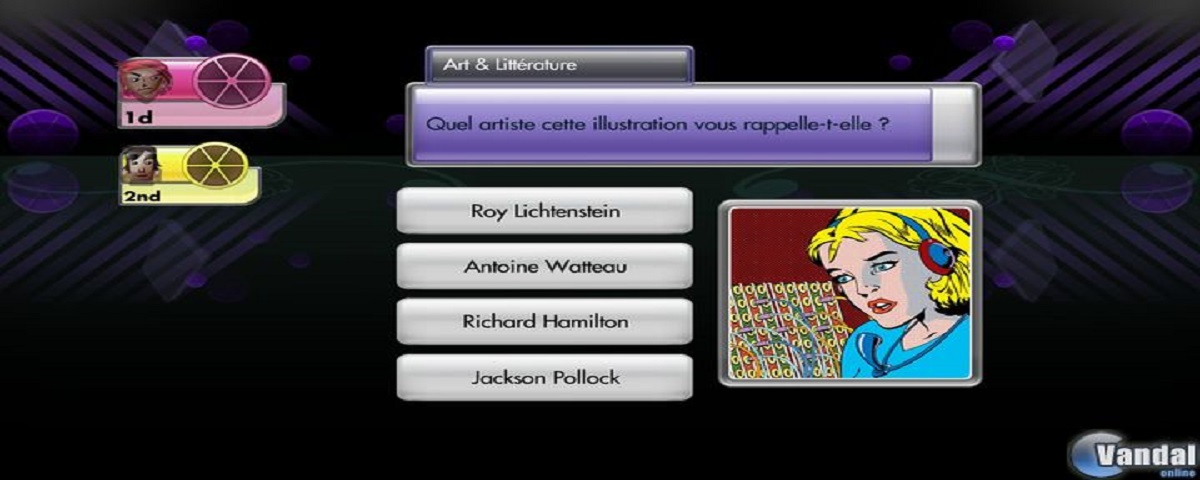 Art & Littérature
Quel artiste cette illustration vous rappelle-t-elle ?
1d
2nd
Roy Lichtenstein
Antoine Watteau
Richard Hamilton
Jackson Pollock
Vandal
online